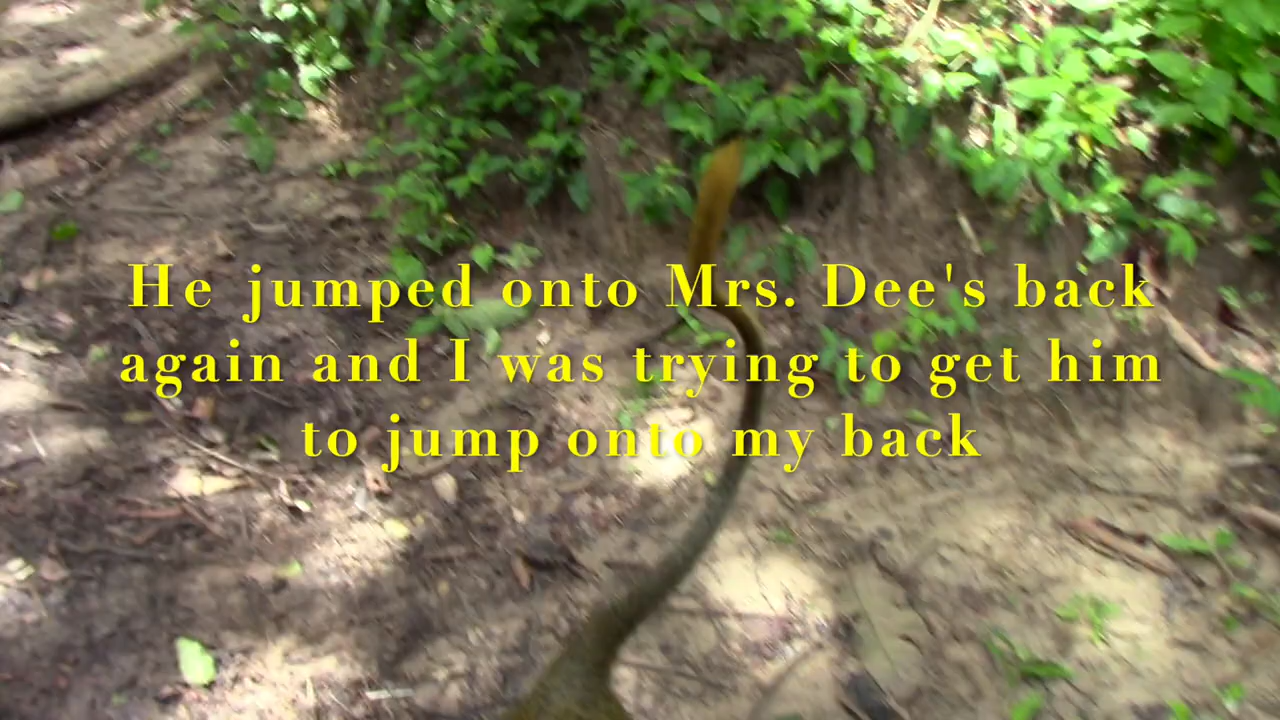 He jumped onto Mrs. Dee's back
again and I was trying to get him
to jump onto my back